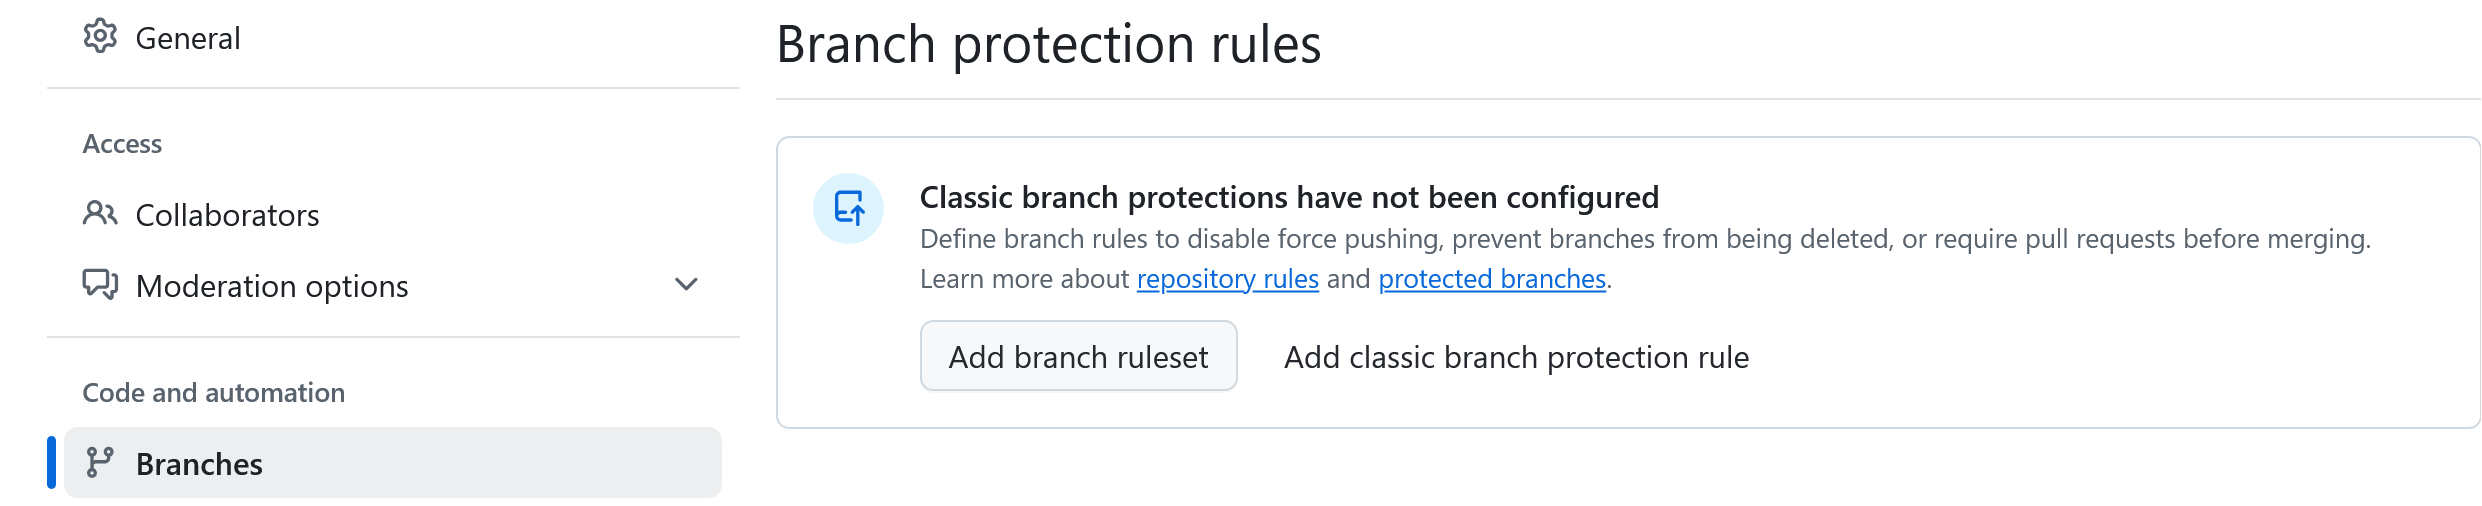 General
Access
Collaborators
Moderation options
Code and automation
Branches
Branch protection rules
Classic branch protections have not been configured
Define branch rules to disable force pushing, prevent branches from being deleted, or require pull requests before merging.
Learn more about repository rules and protected branches.
Add branch ruleset
Add classic branch protection rule